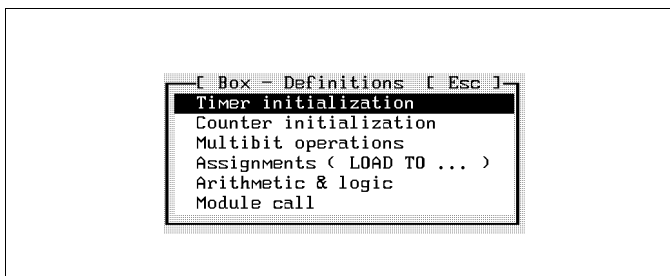 [ Box - Definitions [ Esc ]
Timer initialization
Counter initialization
Multibit operations
Assignments ( LOAD TO ... )
Arithmetic & logic
Module call